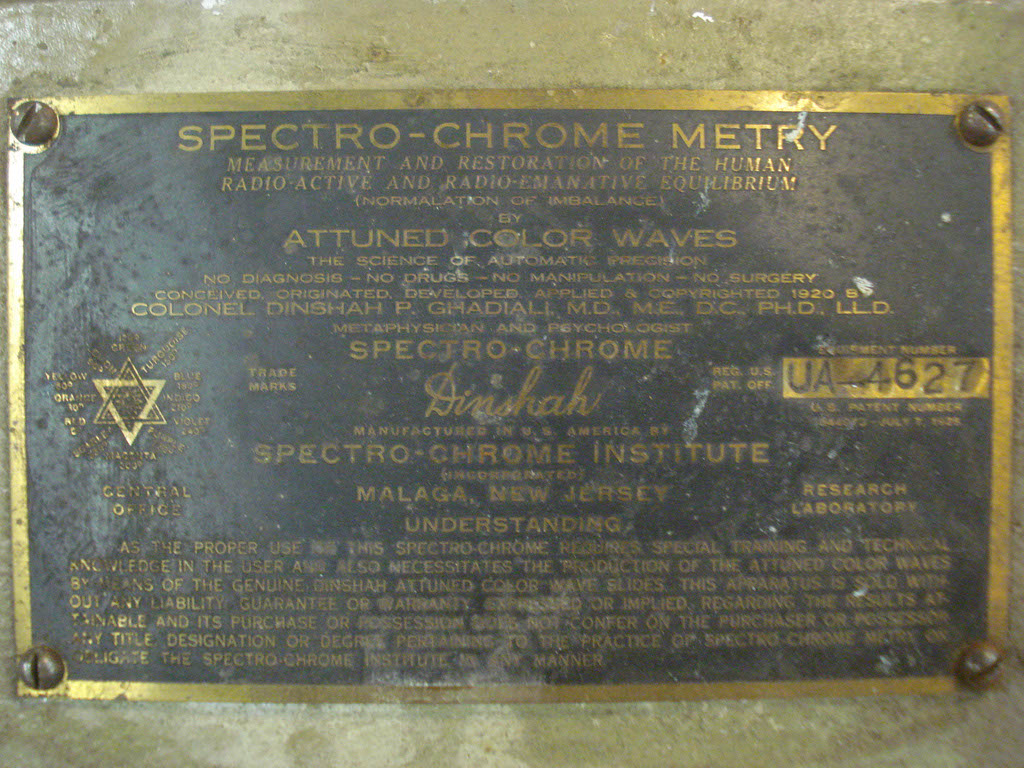 SPECTRO-CHROME METRY
MEASUREMENT AND RESTORATION OF THE HUMAN
RADIO-ACTIVE AND RADIO-EMANATIVE EQUILIBRIUM
(NORMALATION OF IMBALANCE)
BY
ATTUNED COLOR WAVES
THE SCIENCE OF AUTOMATIC PRECISION
NO DIAGNOSIS - NO DRUGS - NO MANIPULATION - NO SURGERY
CONCEIVED, ORIGINATED, DEVELOPED, APPLIED & COPYRIGHTED 1920 BY
COLONEL DINSHAH P. GHADIALI, M.D., M.E., D.C., PH.D., LL.D.
METAPHYSICIAN AND PSYCHOLOGIST
SPECTRO-CHROME
GREEN
TURQUOISE
YELLOW
BLUE
ORANGE
INDIGO
RED
VIOLET
MAGENTA
TRADE
MARKS
Dinshah
REG. U.S.
PAT. OFF.
EQUIPMENT NUMBER
UA-4627
U.S. PATENT NUMBER
MANUFACTURED IN U.S. AMERICA BY
SPECTRO-CHROME INSTITUTE
(INCORPORATED)
MALAGA, NEW JERSEY
CENTRAL
OFFICE
RESEARCH
LABORATORY
UNDERSTANDING
AS THE PROPER USE OF THIS SPECTRO-CHROME REQUIRES SPECIAL TRAINING AND TECHNICAL
KNOWLEDGE IN THE USER AND ALSO NECESSITATES THE PRODUCTION OF THE ATTUNED COLOR WAVES
BY MEANS OF THE GENUINE DINSHAH ATTUNED COLOR WAVE SLIDES. THIS APPARATUS IS SOLD WITH-
OUT ANY LIABILITY, GUARANTEE OR WARRANTY, EXPRESSED OR IMPLIED, REGARDING THE RESULTS AT-
TAINABLE AND ITS PURCHASE OR POSSESSION DOES NOT CONFER ON THE PURCHASER OR POSSESSOR
ANY TITLE, DESIGNATION OR DEGREE PERTAINING TO THE PRACTICE OF SPECTRO-CHROME METRY OR
OBLIGATE THE SPECTRO-CHROME INSTITUTE IN ANY MANNER.